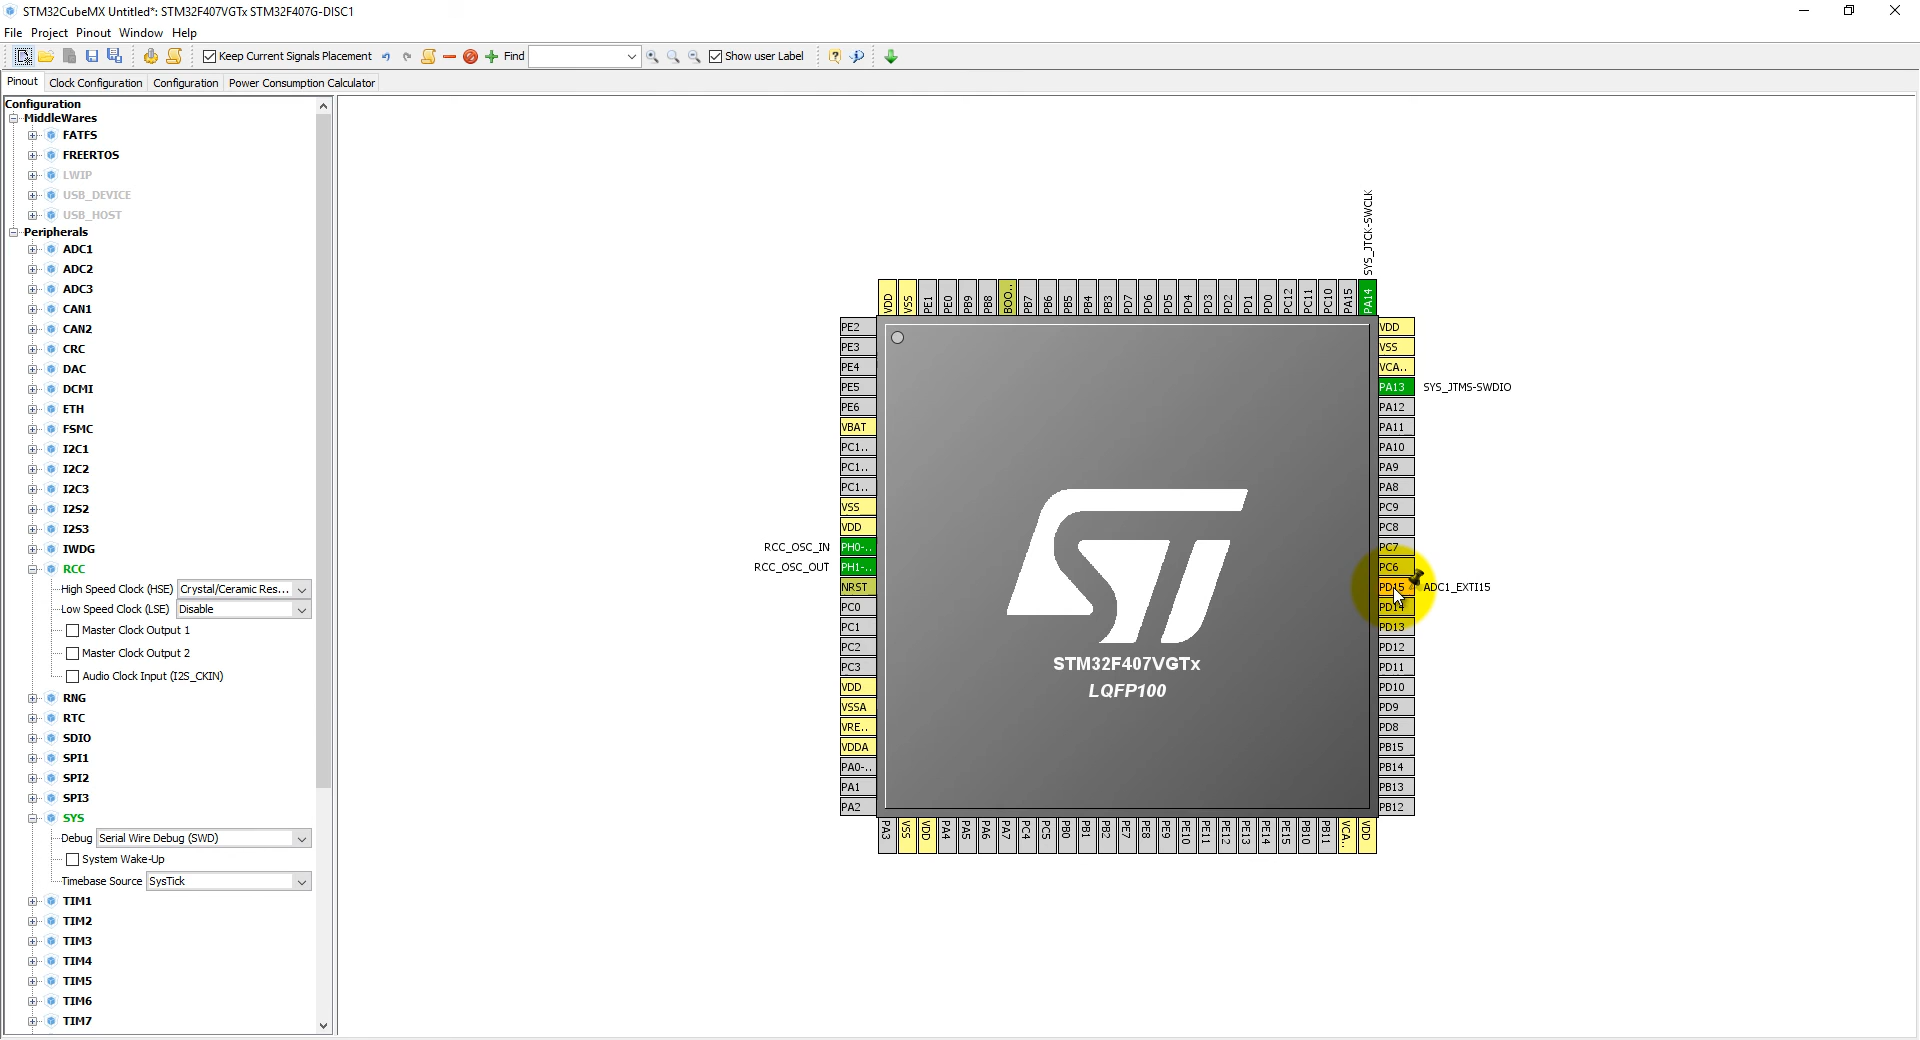 STM32CubeMX Untitled*: STM32F407VGTx STM32F407G-DISC1
File Project Pinout Window Help
Keep Current Signals Placement Find Show user Label
Pinout Clock Configuration Configuration Power Consumption Calculator
Configuration
MiddleWares
FATFS
FREERTOS
LWIP
USB_DEVICE
USB_HOST
Peripherals
ADC1
ADC2
ADC3
CAN1
CAN2
CRC
DAC
DCMI
ETH
FSMC
I2C1
I2C2
I2C3
I2S2
I2S3
IWDG
RCC
High Speed Clock (HSE) Crystal/Ceramic Res...
Low Speed Clock (LSE) Disable
Master Clock Output 1
Master Clock Output 2
Audio Clock Input (I2S_CKIN)
RNG
RTC
SDIO
SPI1
SPI2
SPI3
SYS
Debug Serial Wire Debug (SWD)
System Wake-Up
Timebase Source SysTick
TIM1
TIM2
TIM3
TIM4
TIM5
TIM6
TIM7
SYS_JTCK-SWCLK
VDD VSS PE1 PE0 PB9 PB8 BOO.. PB7 PB6 PB5 PB4 PB3 PD7 PD6 PD5 PD4 PD3 PD2 PD1 PD0 PC12 PC11 PC10 PA15 PA14
PE2
PE3
PE4
PE5
PE6
VBAT
PC1..
PC1..
PC1..
VSS
VDD
RCC_OSC_IN PH0-..
RCC_OSC_OUT PH1-..
NRST
PC0
PC1
PC2
PC3
VDD
VSSA
VRE..
VDDA
PA0-..
PA1
PA2
ST
STM32F407VGTx
LQFP100
VDD
VSS
VCA..
PA13 SYS_JTMS-SWDIO
PA12
PA11
PA10
PA9
PA8
PC9
PC8
PC7
PC6
PD15 ADC1_EXTI15
PD14
PD13
PD12
PD11
PD10
PD9
PD8
PB15
PB14
PB13
PB12
PA3 VSS VDD PA4 PA5 PA6 PA7 PC4 PC5 PB0 PB1 PB2 PE7 PE8 PE9 PE10 PE11 PE12 PE13 PE14 PE15 PB10 PB11 VCA.. VDD